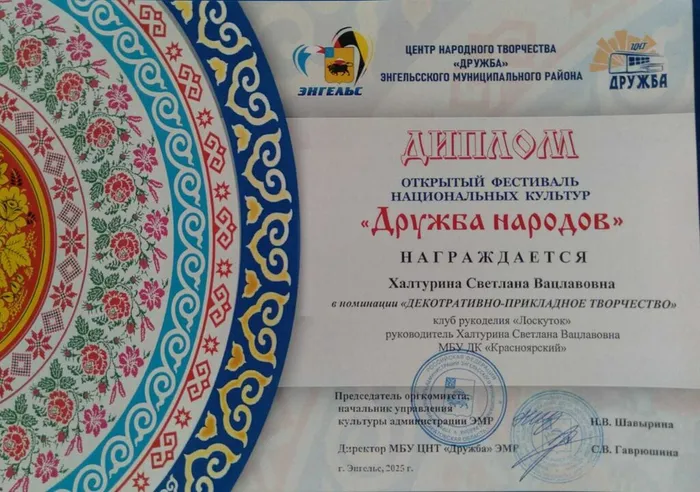 ЭНГЕЛЬС
ЦЕНТР НАРОДНОГО ТВОРЧЕСТВА
«ДРУЖБА»
ЭНГЕЛЬССКОГО МУНИЦИПАЛЬНОГО РАЙОНА
ЦНТ
ДРУЖБА
ДИПЛОМ
ОТКРЫТЫЙ ФЕСТИВАЛЬ
НАЦИОНАЛЬНЫХ КУЛЬТУР
«Дружба народов»
НАГРАЖДАЕТСЯ
Халтурина Светлана Вацлавовна
в номинации «ДЕКОТРАТИВНО-ПРИКЛАДНОЕ ТВОРЧЕСТВО»
клуб рукоделия «Лоскуток»
руководитель Халтурина Светлана Вацлавовна
МБУ ДК «Красноярский»
Председатель оргкомитета,
начальник управления
культуры администрации ЭМР
Н.В. Шавырина
Директор МБУ ЦНТ «Дружба» ЭМР
С.В. Гаврюшина
г. Энгельс, 2025 г.